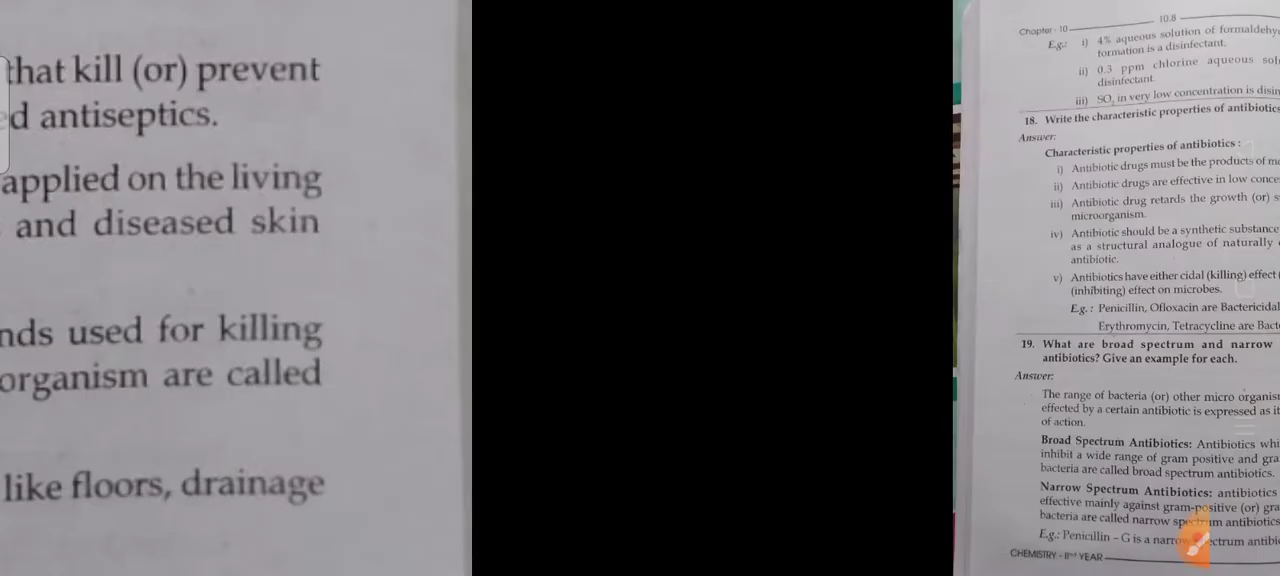 that kill (or) prevent
d antiseptics.
applied on the living
and diseased skin
nds used for killing
organism are called
like floors, drainage
Chapter - 10
10.8
E.g.: i) 4% aqueous solution of formaldehy
formation is a disinfectant.
ii) 0.3 ppm chlorine aqueous sol
disinfectant.
iii) SO₂ in very low concentration is disin
18. Write the characteristic properties of antibiotics
Answer:
Characteristic properties of antibiotics :
i) Antibiotic drugs must be the products of m
ii) Antibiotic drugs are effective in low conce
iii) Antibiotic drug retards the growth (or) s
microorganism.
iv) Antibiotic should be a synthetic substance
as a structural analogue of naturally
antibiotic.
v) Antibiotics have either cidal (killing) effect
(inhibiting) effect on microbes.
E.g. : Penicillin, Ofloxacin are Bactericidal
Erythromycin, Tetracycline are Bact
19. What are broad spectrum and narrow
antibiotics? Give an example for each.
Answer:
The range of bacteria (or) other micro organis
effected by a certain antibiotic is expressed as it
of action.
Broad Spectrum Antibiotics: Antibiotics whi
inhibit a wide range of gram positive and gra
bacteria are called broad spectrum antibiotics.
Narrow Spectrum Antibiotics: antibiotics
effective mainly against gram-positive (or) gra
bacteria are called narrow spectrum antibiotics
E.g.: Penicillin – G is a narrow spectrum antibi
CHEMISTRY - IInd YEAR